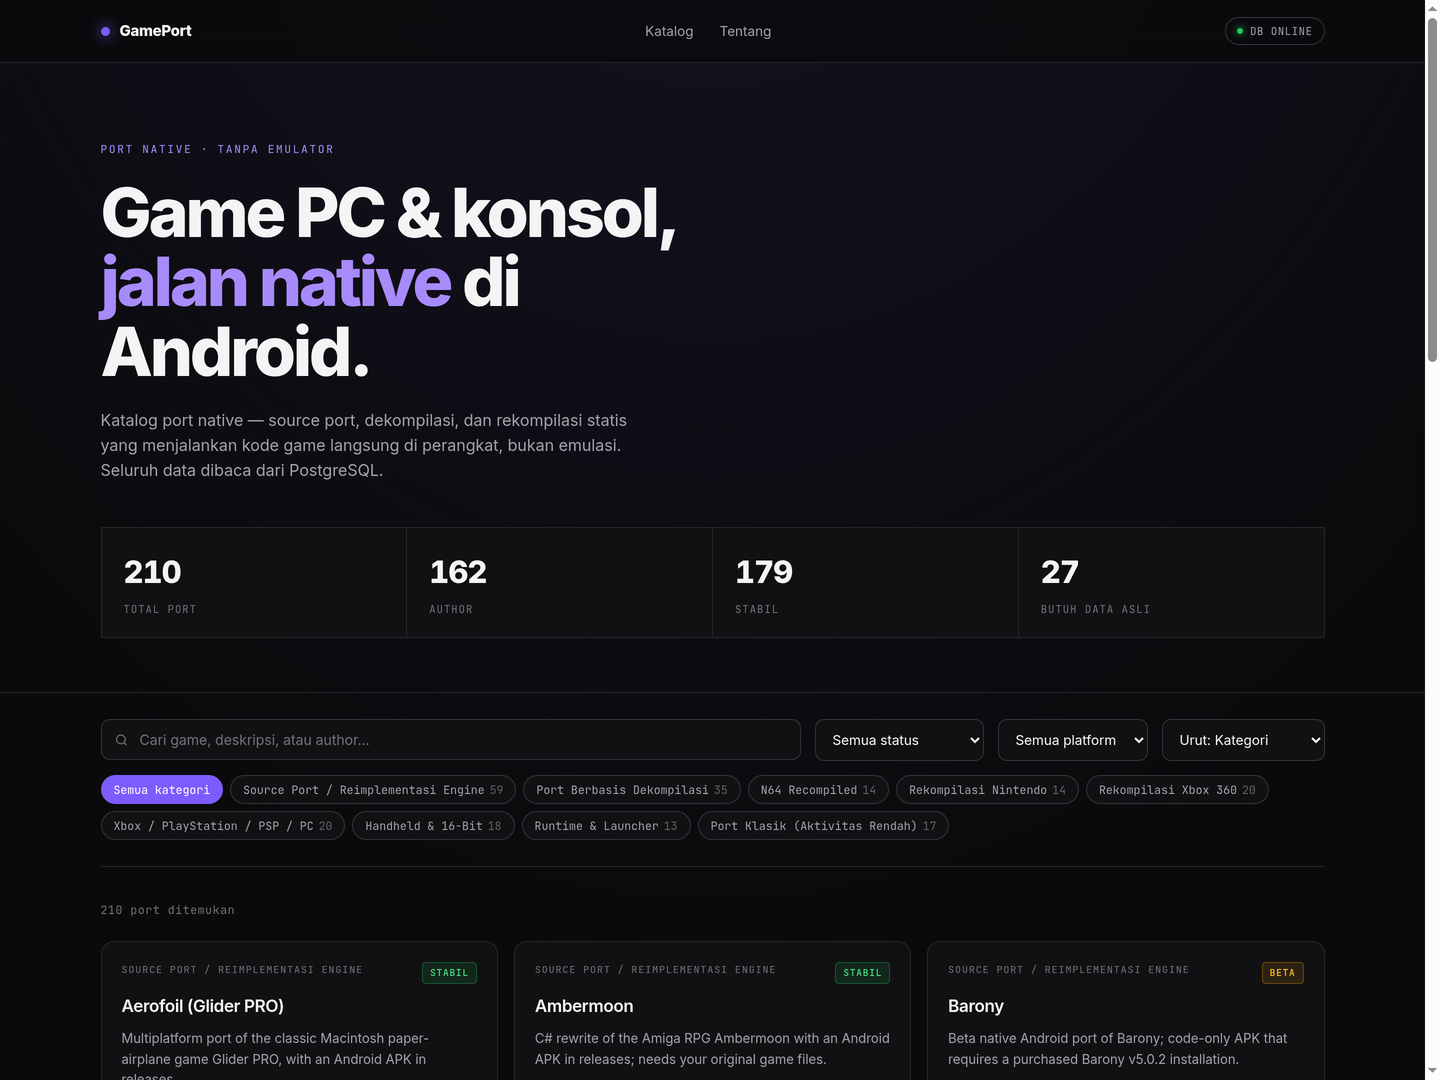 GamePort
Katalog
Tentang
DB ONLINE
PORT NATIVE · TANPA EMULATOR
Game PC & konsol,
jalan native di
Android.
Katalog port native — source port, dekompilasi, dan rekompilasi statis
yang menjalankan kode game langsung di perangkat, bukan emulasi.
Seluruh data dibaca dari PostgreSQL.
210
TOTAL PORT
162
AUTHOR
179
STABIL
27
BUTUH DATA ASLI
Cari game, deskripsi, atau author...
Semua status
Semua platform
Urut: Kategori
Semua kategori
Source Port / Reimplementasi Engine 59
Port Berbasis Dekompilasi 35
N64 Recompiled 14
Rekompilasi Nintendo 14
Rekompilasi Xbox 360 20
Xbox / PlayStation / PSP / PC 20
Handheld & 16-Bit 18
Runtime & Launcher 13
Port Klasik (Aktivitas Rendah) 17
210 port ditemukan
SOURCE PORT / REIMPLEMENTASI ENGINE
STABIL
Aerofoil (Glider PRO)
Multiplatform port of the classic Macintosh paper-
airplane game Glider PRO, with an Android APK in
releases.
SOURCE PORT / REIMPLEMENTASI ENGINE
STABIL
Ambermoon
C# rewrite of the Amiga RPG Ambermoon with an Android
APK in releases; needs your original game files.
SOURCE PORT / REIMPLEMENTASI ENGINE
BETA
Barony
Beta native Android port of Barony; code-only APK that
requires a purchased Barony v5.0.2 installation.